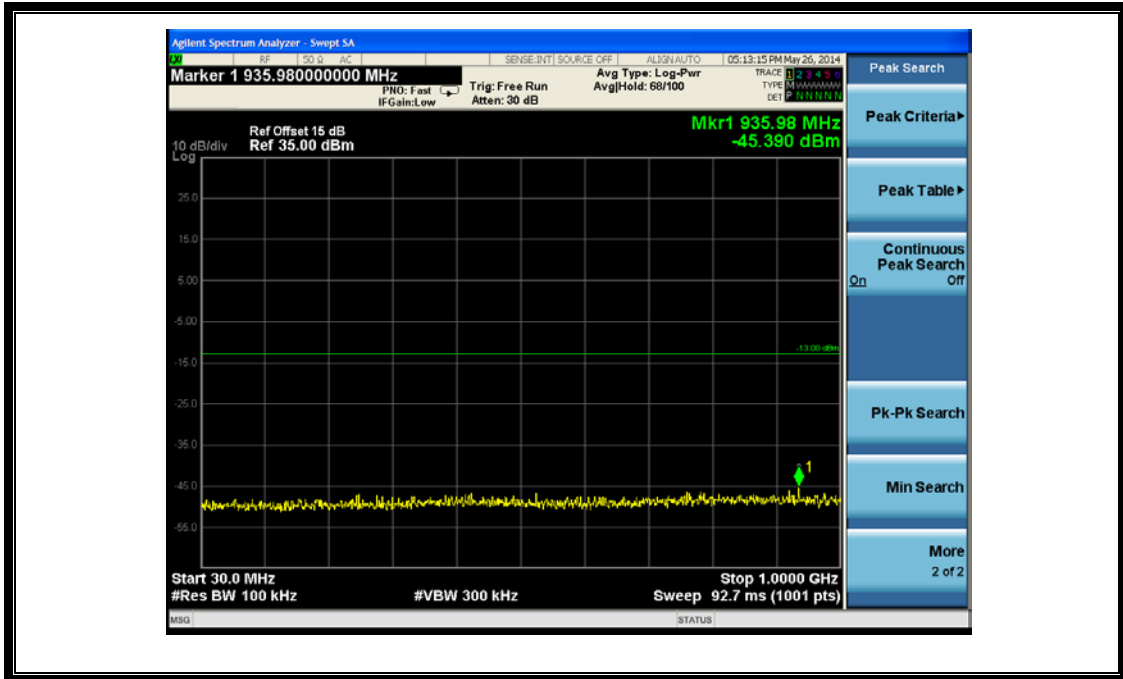 Agilent Spectrum Analyzer - Swept SA
RF 50 Ω AC SENSE:INT SOURCE OFF ALIGN AUTO 05:13:15 PM May 26, 2014
Marker 1 935.980000000 MHz
PNO: Fast
IFGain:Low
Trig: Free Run
Atten: 30 dB
Avg Type: Log-Pwr
Avg|Hold: 68/100
TRACE 1 2 3 4 5 6
TYPE M
DET P N N N N N
Ref Offset 15 dB
Ref 35.00 dBm
10 dB/div
Log
Mkr1 935.98 MHz
-45.390 dBm
25.0
15.0
5.00
-5.00
-13.00 dBm
-15.0
-25.0
-35.0
1
-45.0
-55.0
Start 30.0 MHz
#Res BW 100 kHz
#VBW 300 kHz
Stop 1.0000 GHz
Sweep 92.7 ms (1001 pts)
MSG
STATUS
Peak Search
Peak Criteria
Peak Table
Continuous
Peak Search
On Off
Pk-Pk Search
Min Search
More
2 of 2